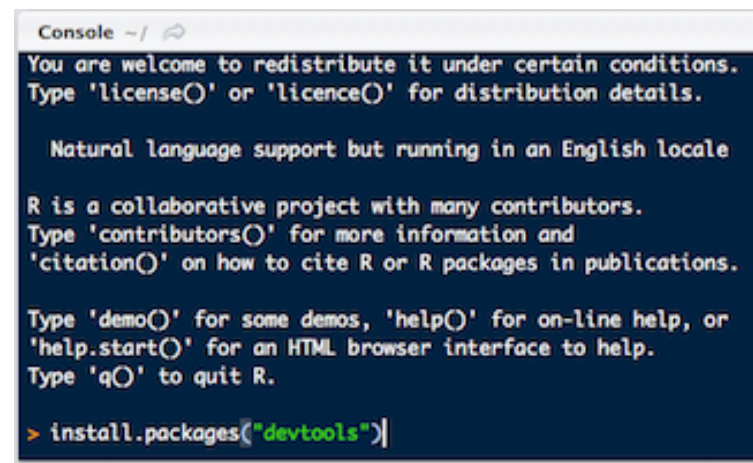 Console ~/
You are welcome to redistribute it under certain conditions.
Type 'license()' or 'licence()' for distribution details.
Natural language support but running in an English locale
R is a collaborative project with many contributors.
Type 'contributors()' for more information and
'citation()' on how to cite R or R packages in publications.
Type 'demo()' for some demos, 'help()' for on-line help, or
'help.start()' for an HTML browser interface to help.
Type 'q()' to quit R.
> install.packages("devtools")